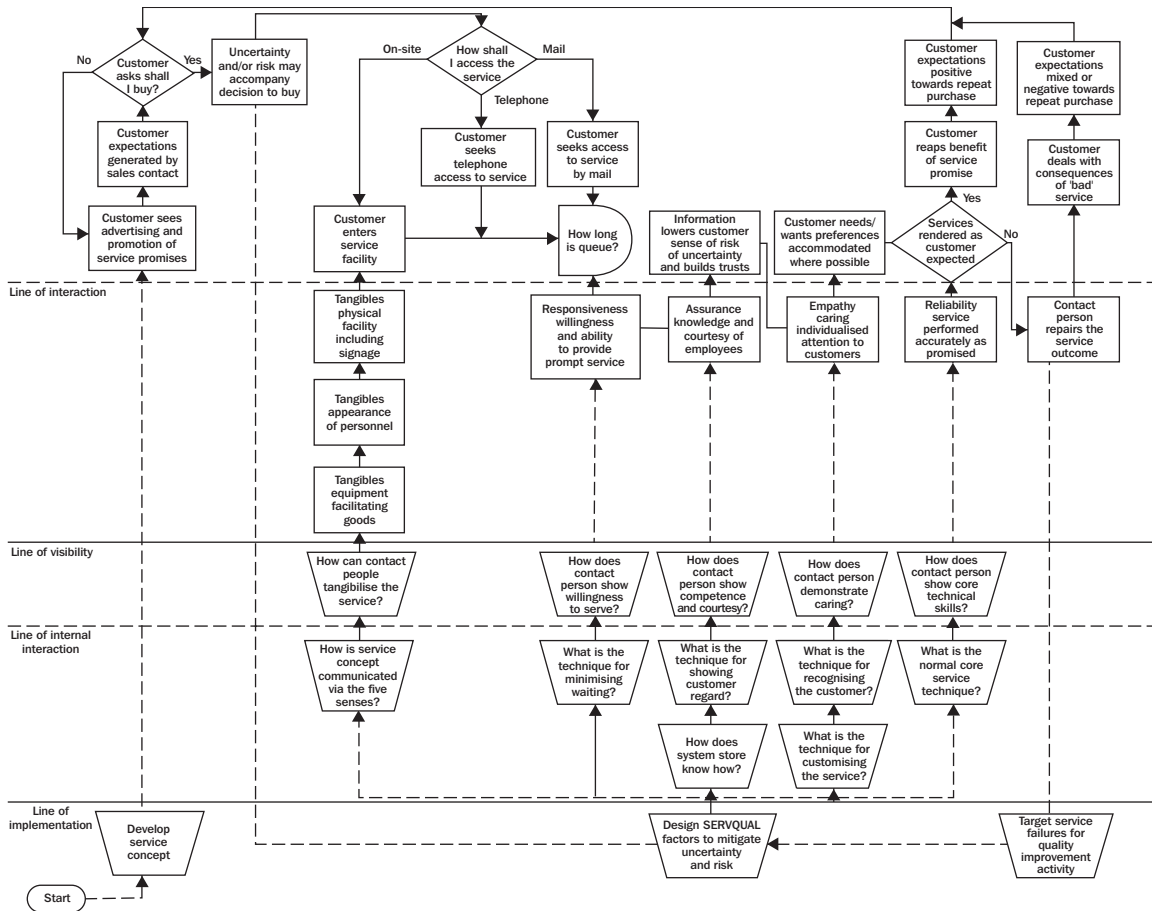 No
Customer
asks shall
I buy?
Yes
Uncertainty
and/or risk may
accompany
decision to buy
On-site
How shall
I access the
service
Mail
Telephone
Customer
expectations
positive
towards repeat
purchase
Customer
expectations
mixed or
negative towards
repeat purchase
Customer
expectations
generated by
sales contact
Customer
seeks
telephone
access to service
Customer
seeks access
to service
by mail
Customer
reaps benefit
of service
promise
Customer
deals with
consequences
of 'bad'
service
Customer sees
advertising and
promotion of
service promises
Customer
enters
service
facility
How long
is queue?
Information
lowers customer
sense of risk
of uncertainty
and builds trusts
Customer needs/
wants preferences
accommodated
where possible
Yes
Services
rendered as
customer
expected
No
Line of interaction
Tangibles
physical
facility
including
signage
Responsiveness
willingness
and ability
to provide
prompt service
Assurance
knowledge and
courtesy of
employees
Empathy
caring
individualised
attention to
customers
Reliability
service
performed
accurately as
promised
Contact
person
repairs the
service
outcome
Tangibles
appearance
of personnel
Tangibles
equipment
facilitating
goods
Line of visibility
How can contact
people
tangibilise the
service?
How does
contact
person show
willingness
to serve?
How does
contact
person show
competence
and courtesy?
How does
contact person
demonstrate
caring?
How does
contact person
show core
technical
skills?
Line of internal
interaction
How is service
concept
communicated
via the five
senses?
What is the
technique for
minimising
waiting?
What is the
technique for
showing
customer
regard?
What is the
technique for
recognising
the customer?
What is the
normal core
service
technique?
How does
system store
know how?
What is the
technique for
customising
the service?
Line of
implementation
Develop
service
concept
Design SERVQUAL
factors to mitigate
uncertainty
and risk
Target service
failures for
quality
improvement
activity
Start